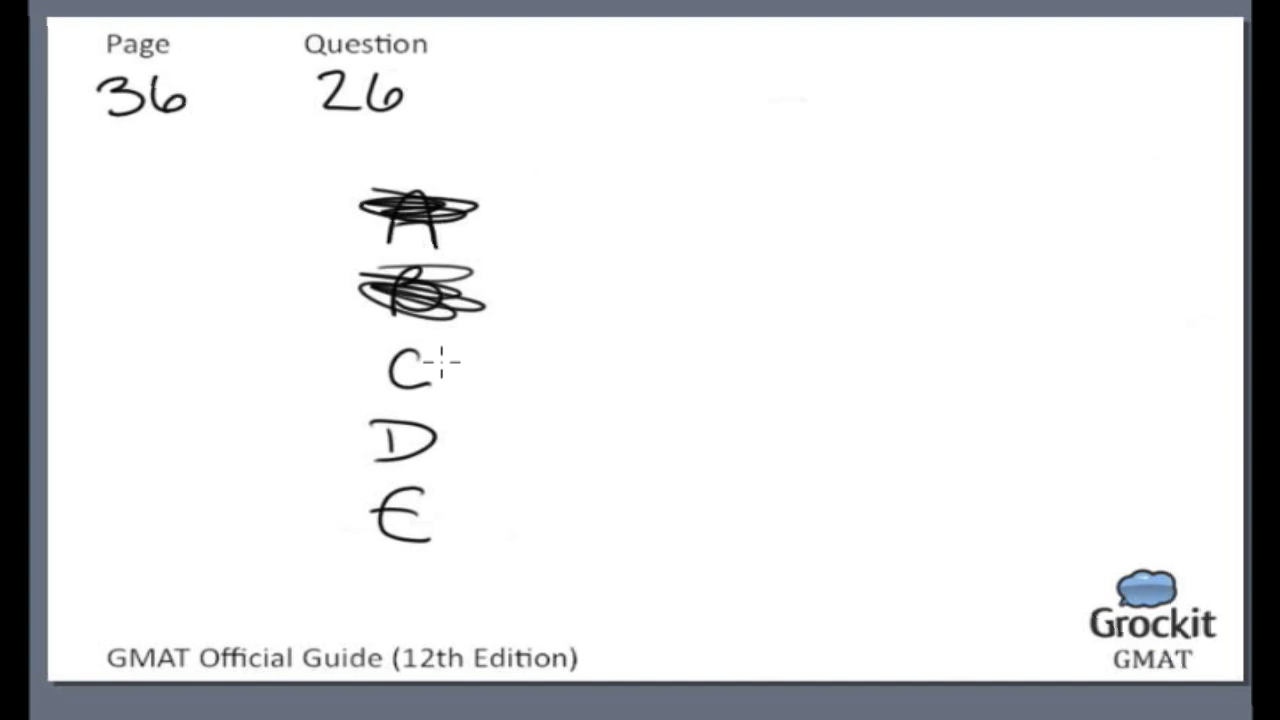 Page Question
36 26
A
B
C
D
E
Grockit
GMAT
GMAT Official Guide (12th Edition)